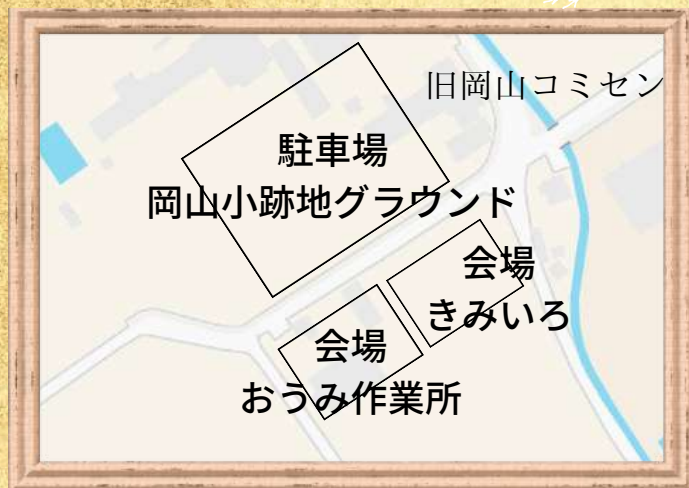 旧岡山コミセン
駐車場
岡山小跡地グラウンド
会場
きみいろ
会場
おうみ作業所